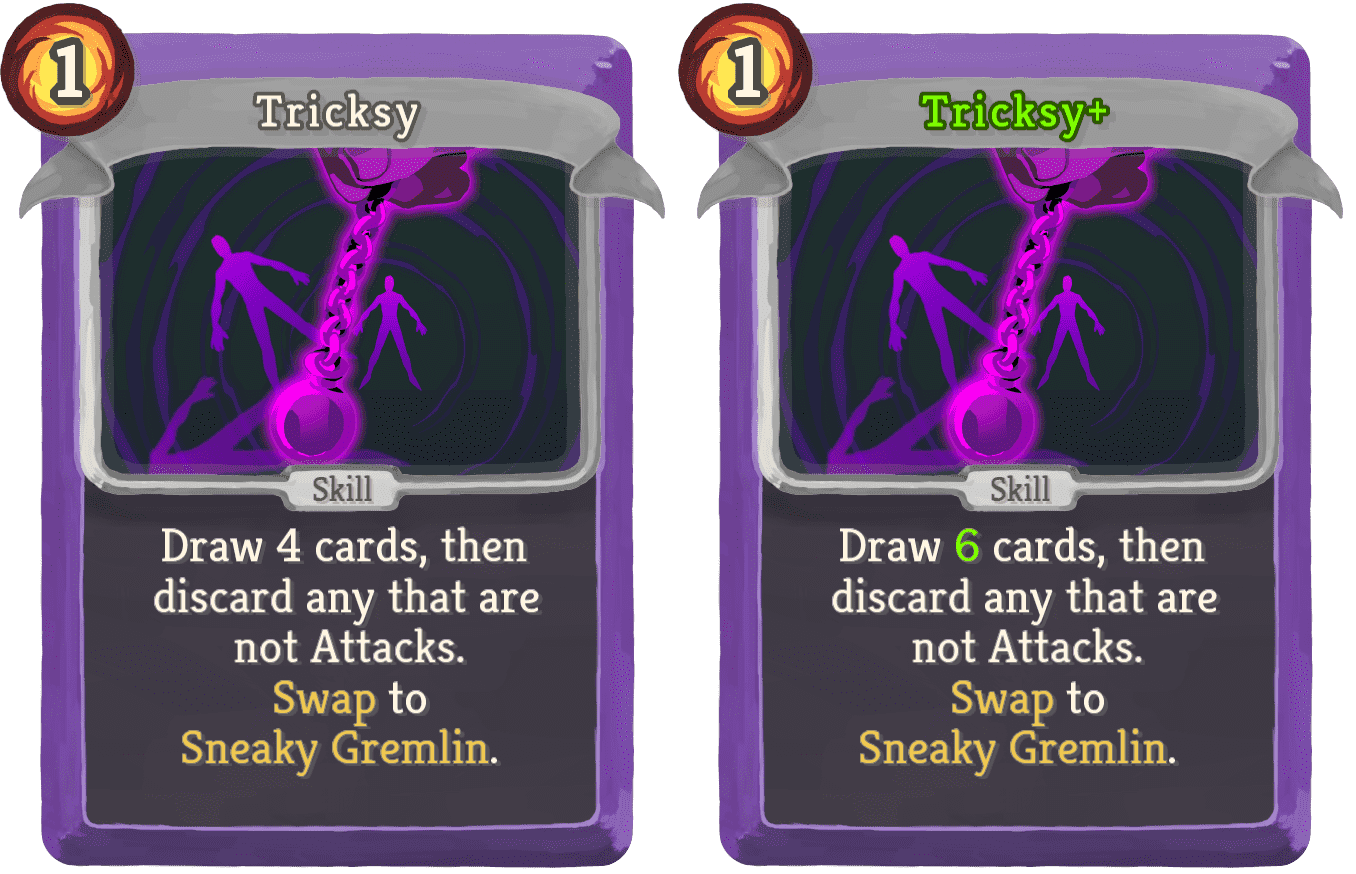 1
Tricksy
Skill
Draw 4 cards, then
discard any that are
not Attacks.
Swap to
Sneaky Gremlin.
1
Tricksy+
Skill
Draw 6 cards, then
discard any that are
not Attacks.
Swap to
Sneaky Gremlin.